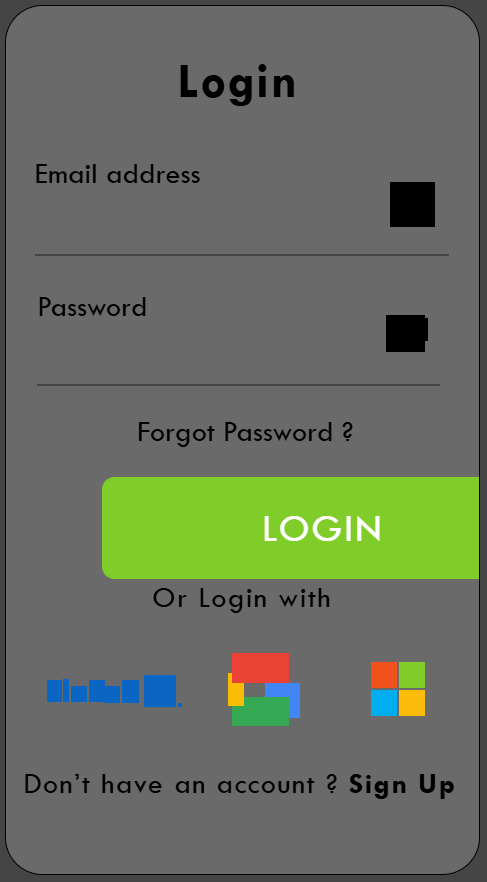 Login
Email address
Password
Forgot Password ?
LOGIN
Or Login with
Don't have an account ? Sign Up